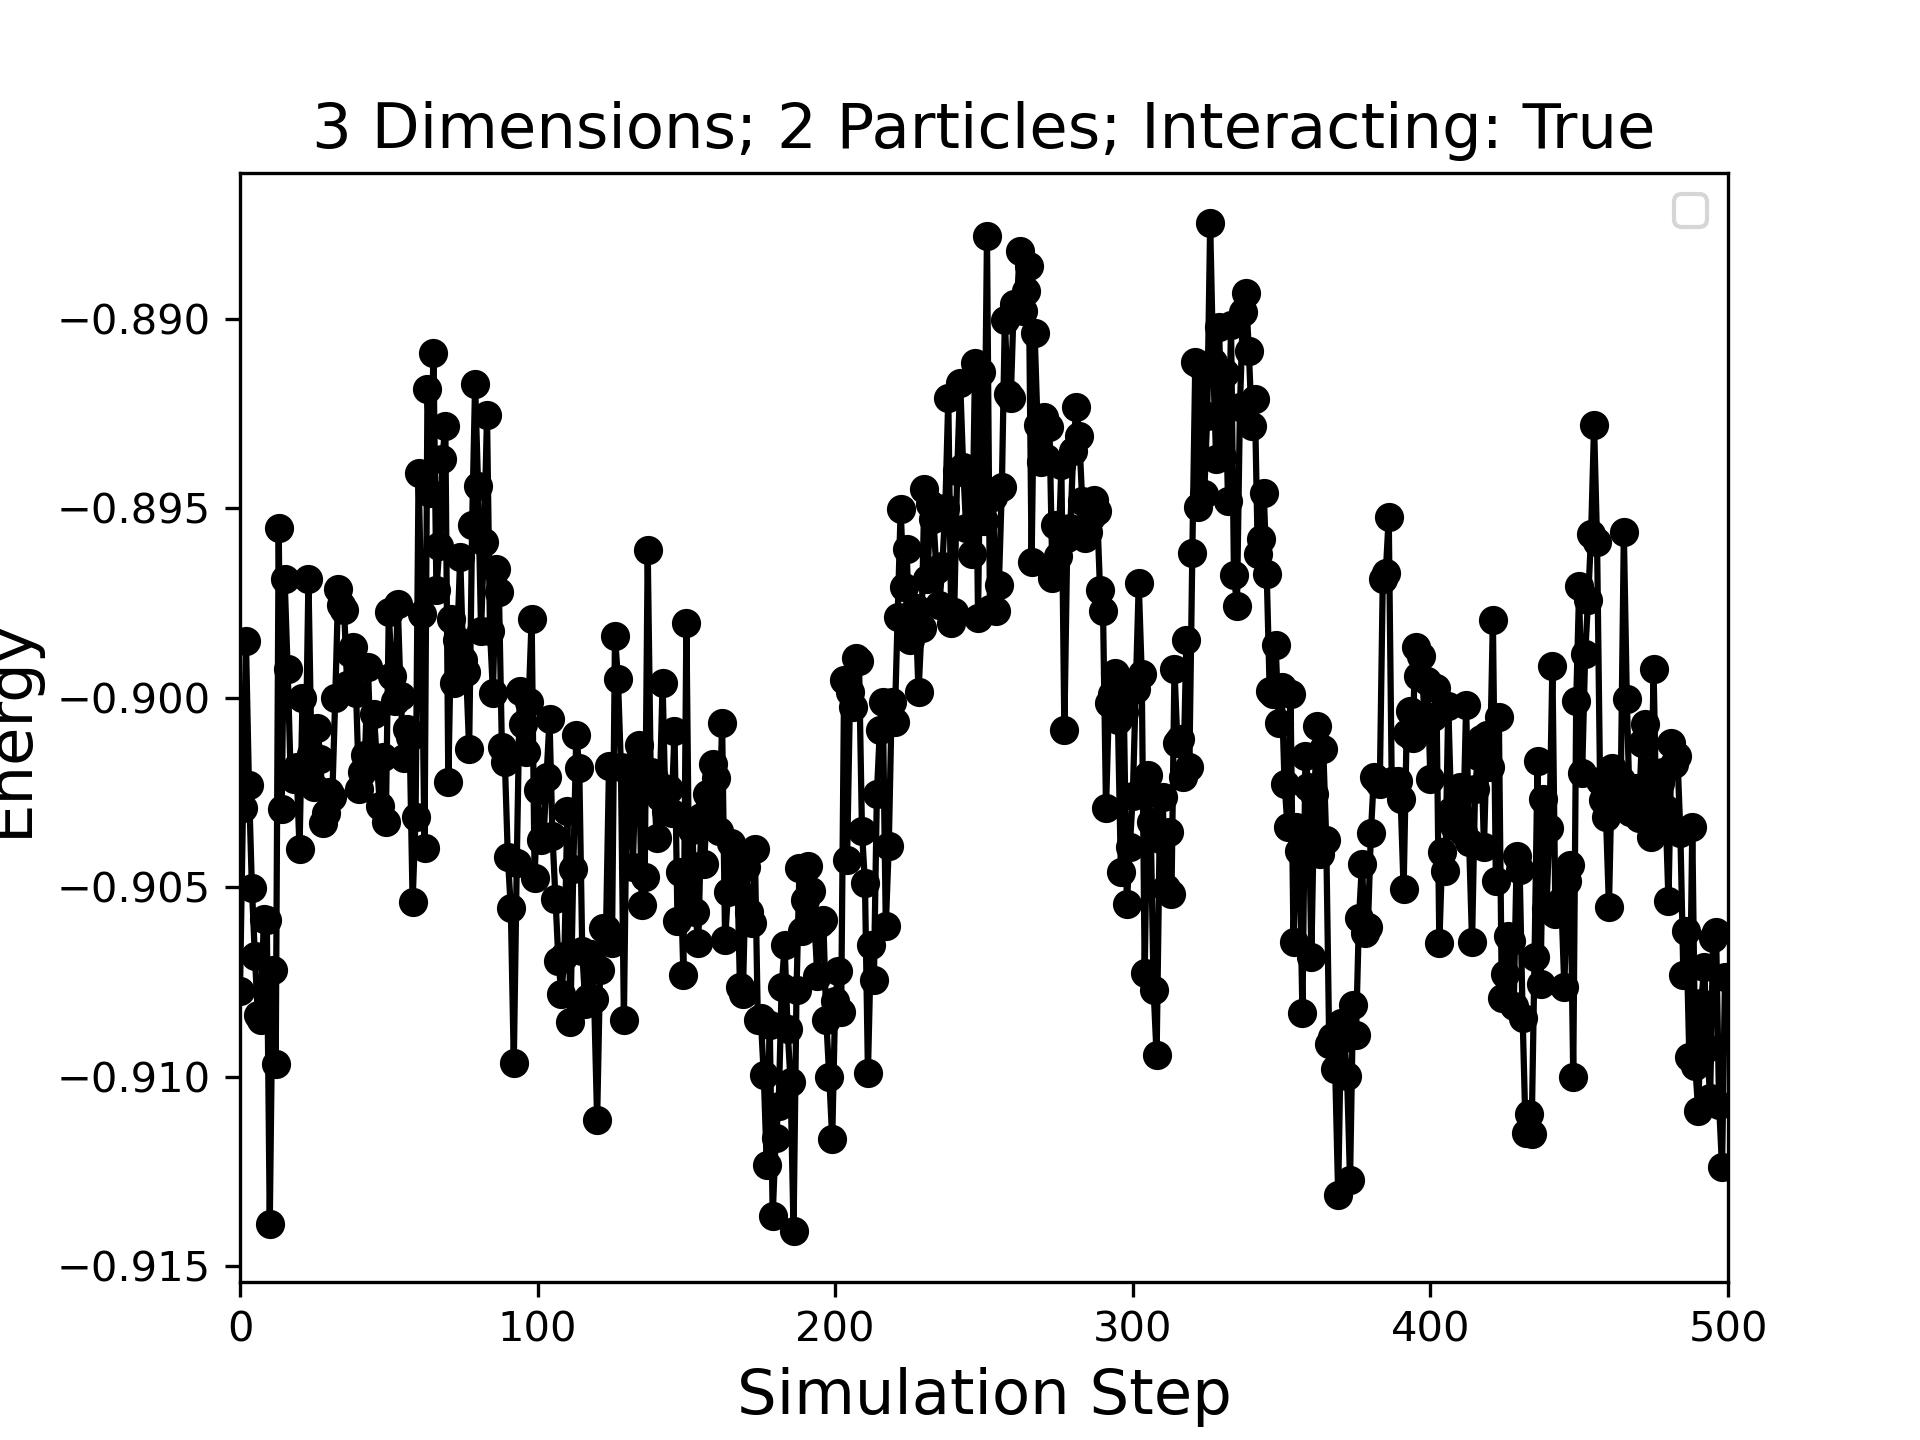 3 Dimensions; 2 Particles; Interacting: True
Energy
−0.890
−0.895
−0.900
−0.905
−0.910
−0.915
0 100 200 300 400 500
Simulation Step